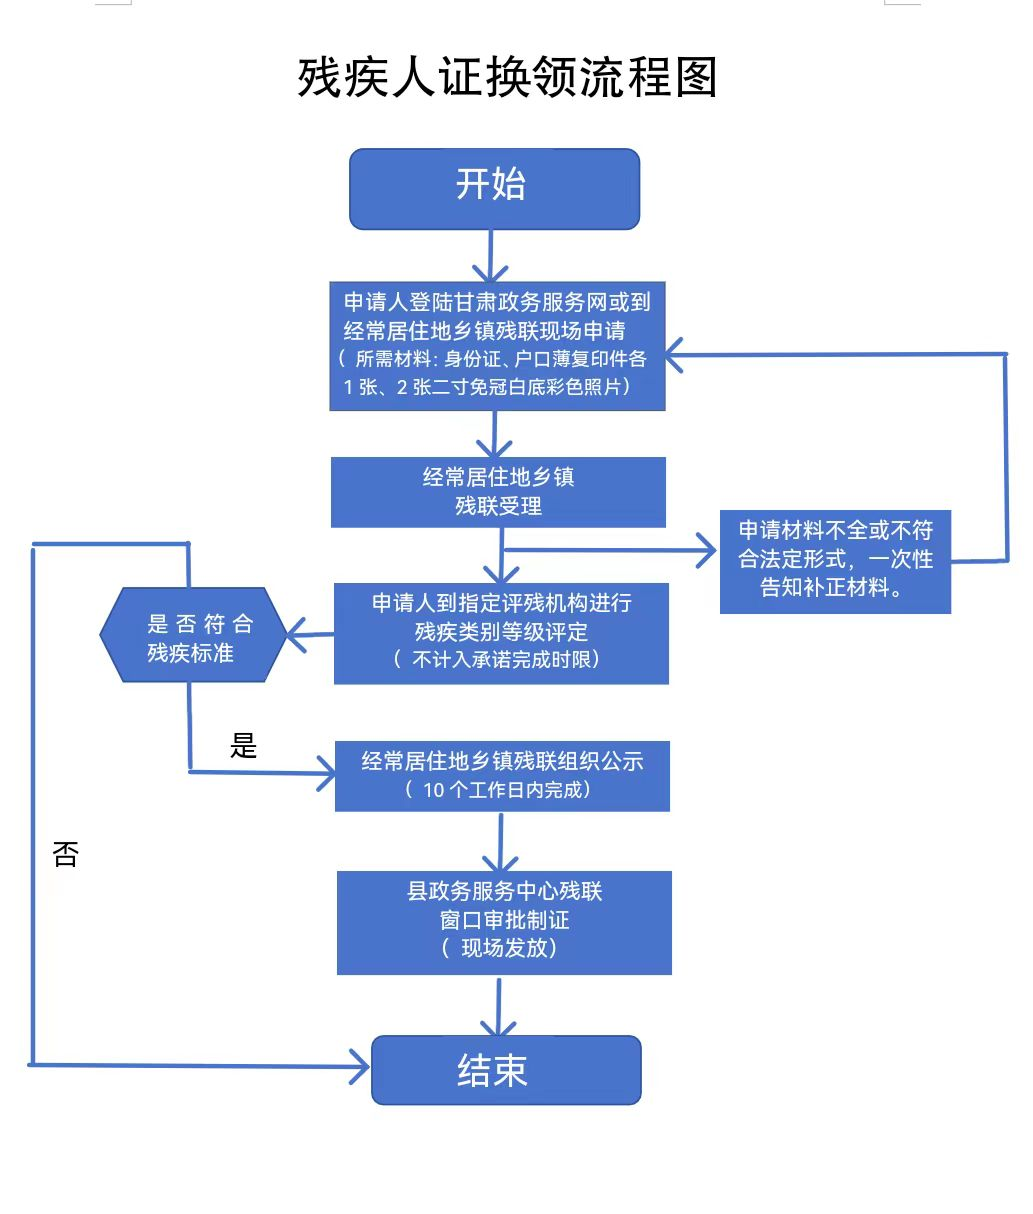 残疾人证换领流程图
开始
申请人登陆甘肃政务服务网或到
经常居住地乡镇残联现场申请
（ 所需材料：身份证、户口薄复印件各
1 张、2 张二寸免冠白底彩色照片）
经常居住地乡镇
残联受理
申请材料不全或不符
合法定形式，一次性
告知补正材料。
申请人到指定评残机构进行
残疾类别等级评定
（ 不计入承诺完成时限）
是 否 符 合
残疾标准
是
经常居住地乡镇残联组织公示
（ 10 个工作日内完成）
否
县政务服务中心残联
窗口审批制证
（ 现场发放）
结束